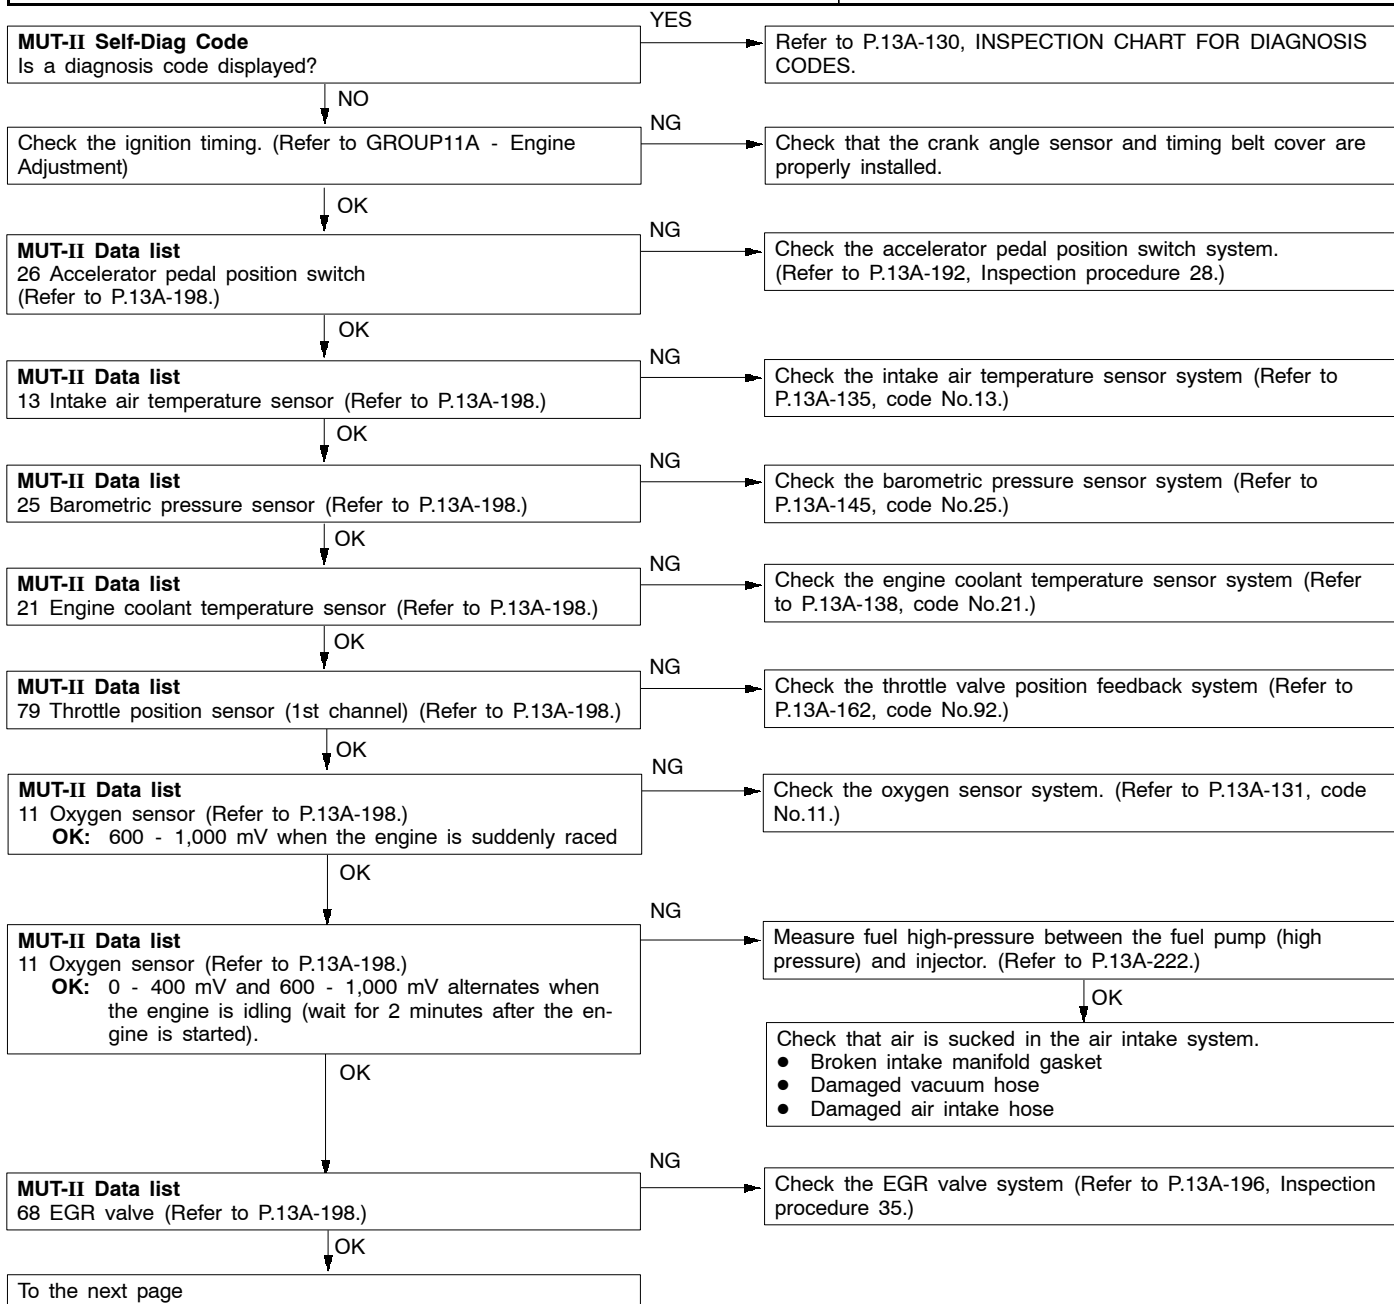 YES
MUT-II Self-Diag Code
Is a diagnosis code displayed?
Refer to P.13A-130, INSPECTION CHART FOR DIAGNOSIS
CODES.
NO
NG
Check the ignition timing. (Refer to GROUP11A - Engine
Adjustment)
Check that the crank angle sensor and timing belt cover are
properly installed.
OK
NG
MUT-II Data list
26 Accelerator pedal position switch
(Refer to P.13A-198.)
Check the accelerator pedal position switch system.
(Refer to P.13A-192, Inspection procedure 28.)
OK
NG
MUT-II Data list
13 Intake air temperature sensor (Refer to P.13A-198.)
Check the intake air temperature sensor system (Refer to
P.13A-135, code No.13.)
OK
NG
MUT-II Data list
25 Barometric pressure sensor (Refer to P.13A-198.)
Check the barometric pressure sensor system (Refer to
P.13A-145, code No.25.)
OK
NG
MUT-II Data list
21 Engine coolant temperature sensor (Refer to P.13A-198.)
Check the engine coolant temperature sensor system (Refer
to P.13A-138, code No.21.)
OK
NG
MUT-II Data list
79 Throttle position sensor (1st channel) (Refer to P.13A-198.)
Check the throttle valve position feedback system (Refer to
P.13A-162, code No.92.)
OK
NG
MUT-II Data list
11 Oxygen sensor (Refer to P.13A-198.)
OK: 600 - 1,000 mV when the engine is suddenly raced
Check the oxygen sensor system. (Refer to P.13A-131, code
No.11.)
OK
NG
MUT-II Data list
11 Oxygen sensor (Refer to P.13A-198.)
OK: 0 - 400 mV and 600 - 1,000 mV alternates when
the engine is idling (wait for 2 minutes after the en-
gine is started).
Measure fuel high-pressure between the fuel pump (high
pressure) and injector. (Refer to P.13A-222.)
OK
Check that air is sucked in the air intake system.
● Broken intake manifold gasket
● Damaged vacuum hose
● Damaged air intake hose
OK
NG
MUT-II Data list
68 EGR valve (Refer to P.13A-198.)
Check the EGR valve system (Refer to P.13A-196, Inspection
procedure 35.)
OK
To the next page